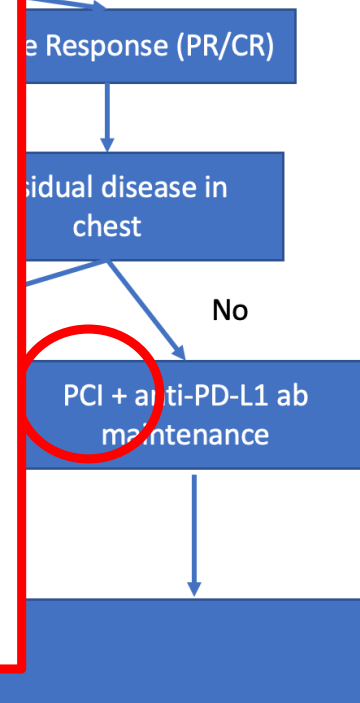 e Response (PR/CR)
sidual disease in
chest
No
PCI + anti-PD-L1 ab
maintenance